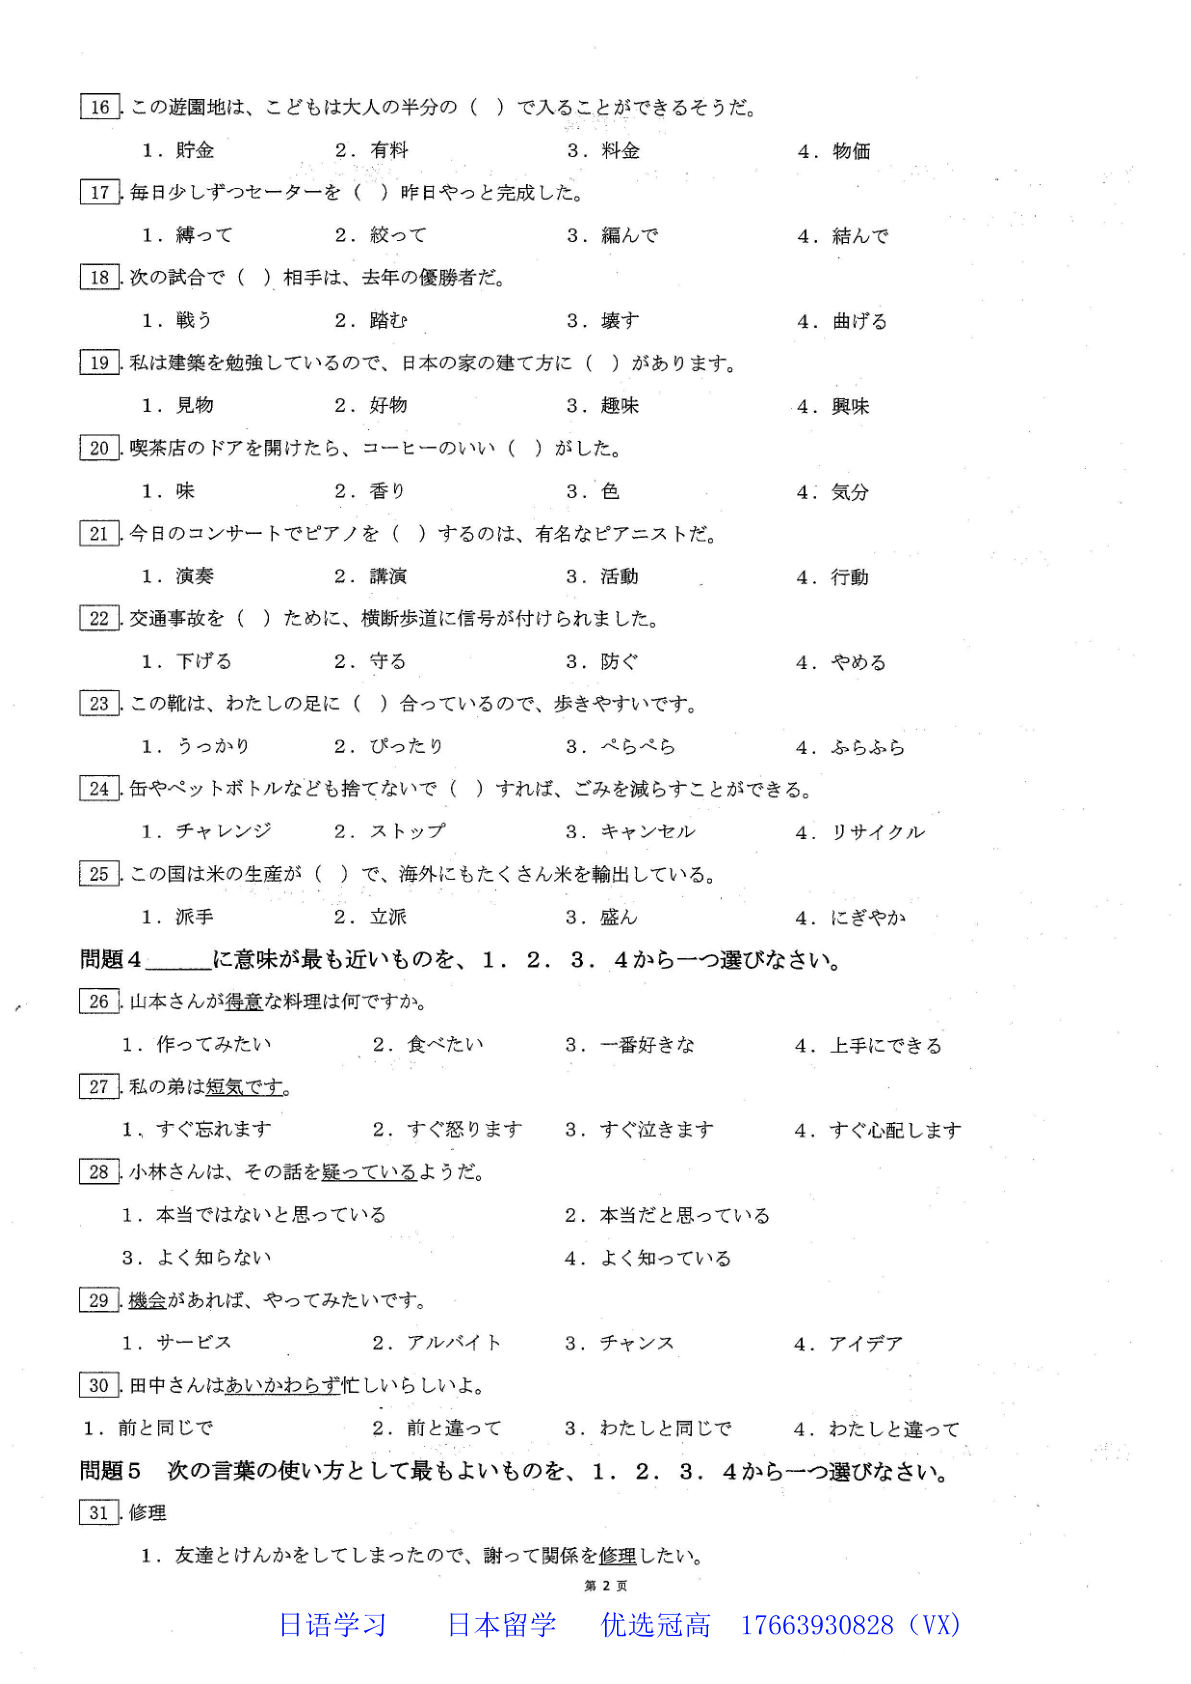 16.この遊園地は、こどもは大人の半分の（　）で入ることができるそうだ。
1．貯金　2．有料　3．料金　4．物価
17.毎日少しずつセーターを（　）昨日やっと完成した。
1．縛って　2．絞って　3．編んで　4．結んで
18.次の試合で（　）相手は、去年の優勝者だ。
1．戦う　2．踏む　3．壊す　4．曲げる
19.私は建築を勉強しているので、日本の家の建て方に（　）があります。
1．見物　2．好物　3．趣味　4．興味
20.喫茶店のドアを開けたら、コーヒーのいい（　）がした。
1．味　2．香り　3．色　4．気分
21.今日のコンサートでピアノを（　）するのは、有名なピアニストだ。
1．演奏　2．講演　3．活動　4．行動
22.交通事故を（　）ために、横断歩道に信号が付けられました。
1．下げる　2．守る　3．防ぐ　4．やめる
23.この靴は、わたしの足に（　）合っているので、歩きやすいです。
1．うっかり　2．ぴったり　3．ぺらぺら　4．ふらふら
24.缶やペットボトルなども捨てないで（　）すれば、ごみを減らすことができる。
1．チャレンジ　2．ストップ　3．キャンセル　4．リサイクル
25.この国は米の生産が（　）で、海外にもたくさん米を輸出している。
1．派手　2．立派　3．盛ん　4．にぎやか
問題４______に意味が最も近いものを、１．２．３．４から一つ選びなさい。
26.山本さんが得意な料理は何ですか。
1．作ってみたい　2．食べたい　3．一番好きな　4．上手にできる
27.私の弟は短気です。
1．すぐ忘れます　2．すぐ怒ります　3．すぐ泣きます　4．すぐ心配します
28.小林さんは、その話を疑っているようだ。
1．本当ではないと思っている　2．本当だと思っている
3．よく知らない　4．よく知っている
29.機会があれば、やってみたいです。
1．サービス　2．アルバイト　3．チャンス　4．アイデア
30.田中さんはあいかわらず忙しいらしいよ。
1．前と同じで　2．前と違って　3．わたしと同じで　4．わたしと違って
問題５　次の言葉の使い方として最もよいものを、１．２．３．４から一つ選びなさい。
31.修理
1．友達とけんかをしてしまったので、謝って関係を修理したい。
第 2 页
日语学习　日本留学　优选冠高　17663930828（VX）